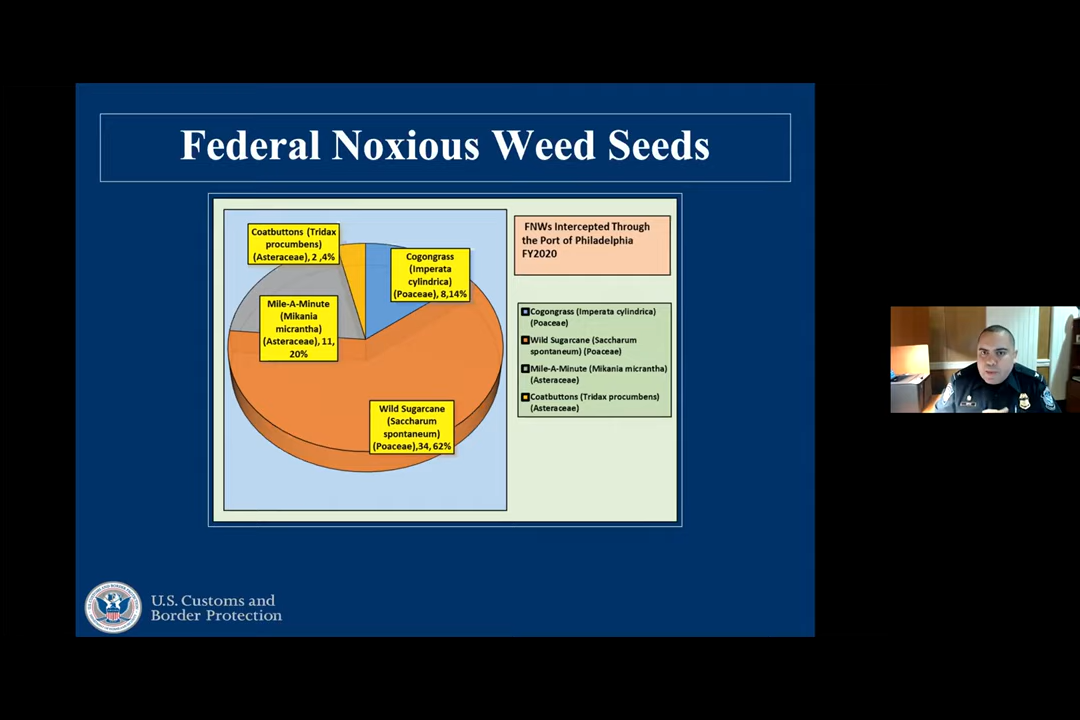 Federal Noxious Weed Seeds
Coatbuttons (Tridax
procumbens)
(Asteraceae), 2 ,4%
Cogongrass
(Imperata
cylindrica)
(Poaceae), 8,14%
Mile-A-Minute
(Mikania
micrantha)
(Asteraceae), 11,
20%
Wild Sugarcane
(Saccharum
spontaneum)
(Poaceae),34, 62%
FNWs Intercepted Through
the Port of Philadelphia
FY2020
Cogongrass (Imperata cylindrica)
(Poaceae)
Wild Sugarcane (Saccharum
spontaneum) (Poaceae)
Mile-A-Minute (Mikania micrantha)
(Asteraceae)
Coatbuttons (Tridax procumbens)
(Asteraceae)
U.S. Customs and
Border Protection